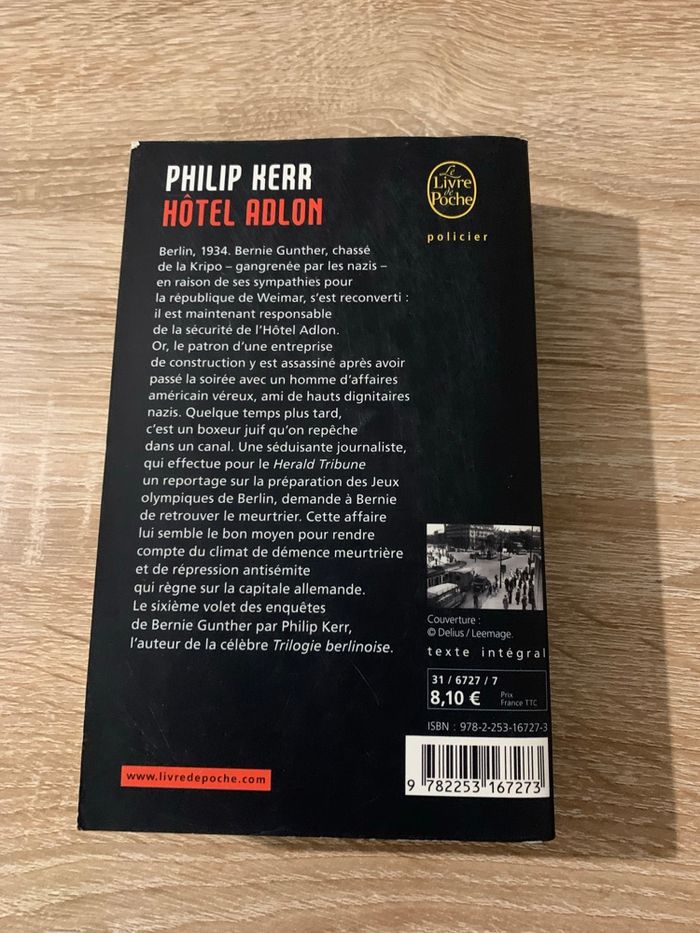 PHILIP KERR
HÔTEL ADLON
Berlin, 1934. Bernie Gunther, chassé
de la Kripo – gangrenée par les nazis –
en raison de ses sympathies pour
la république de Weimar, s'est reconverti :
il est maintenant responsable
de la sécurité de l'Hôtel Adlon.
Or, le patron d'une entreprise
de construction y est assassiné après avoir
passé la soirée avec un homme d'affaires
américain véreux, ami de hauts dignitaires
nazis. Quelque temps plus tard,
c'est un boxeur juif qu'on repêche
dans un canal. Une séduisante journaliste,
qui effectue pour le Herald Tribune
un reportage sur la préparation des Jeux
olympiques de Berlin, demande à Bernie
de retrouver le meurtrier. Cette affaire
lui semble le bon moyen pour rendre
compte du climat de démence meurtrière
et de répression antisémite
qui règne sur la capitale allemande.
Le sixième volet des enquêtes
de Bernie Gunther par Philip Kerr,
l'auteur de la célèbre Trilogie berlinoise.
www.livredepoche.com
Le
Livre
de
Poche
policier
Couverture :
© Delius / Leemage.
texte intégral
31 / 6727 / 7
8,10 €
Prix
France TTC
ISBN : 978-2-253-16727-3
9 782253 167273